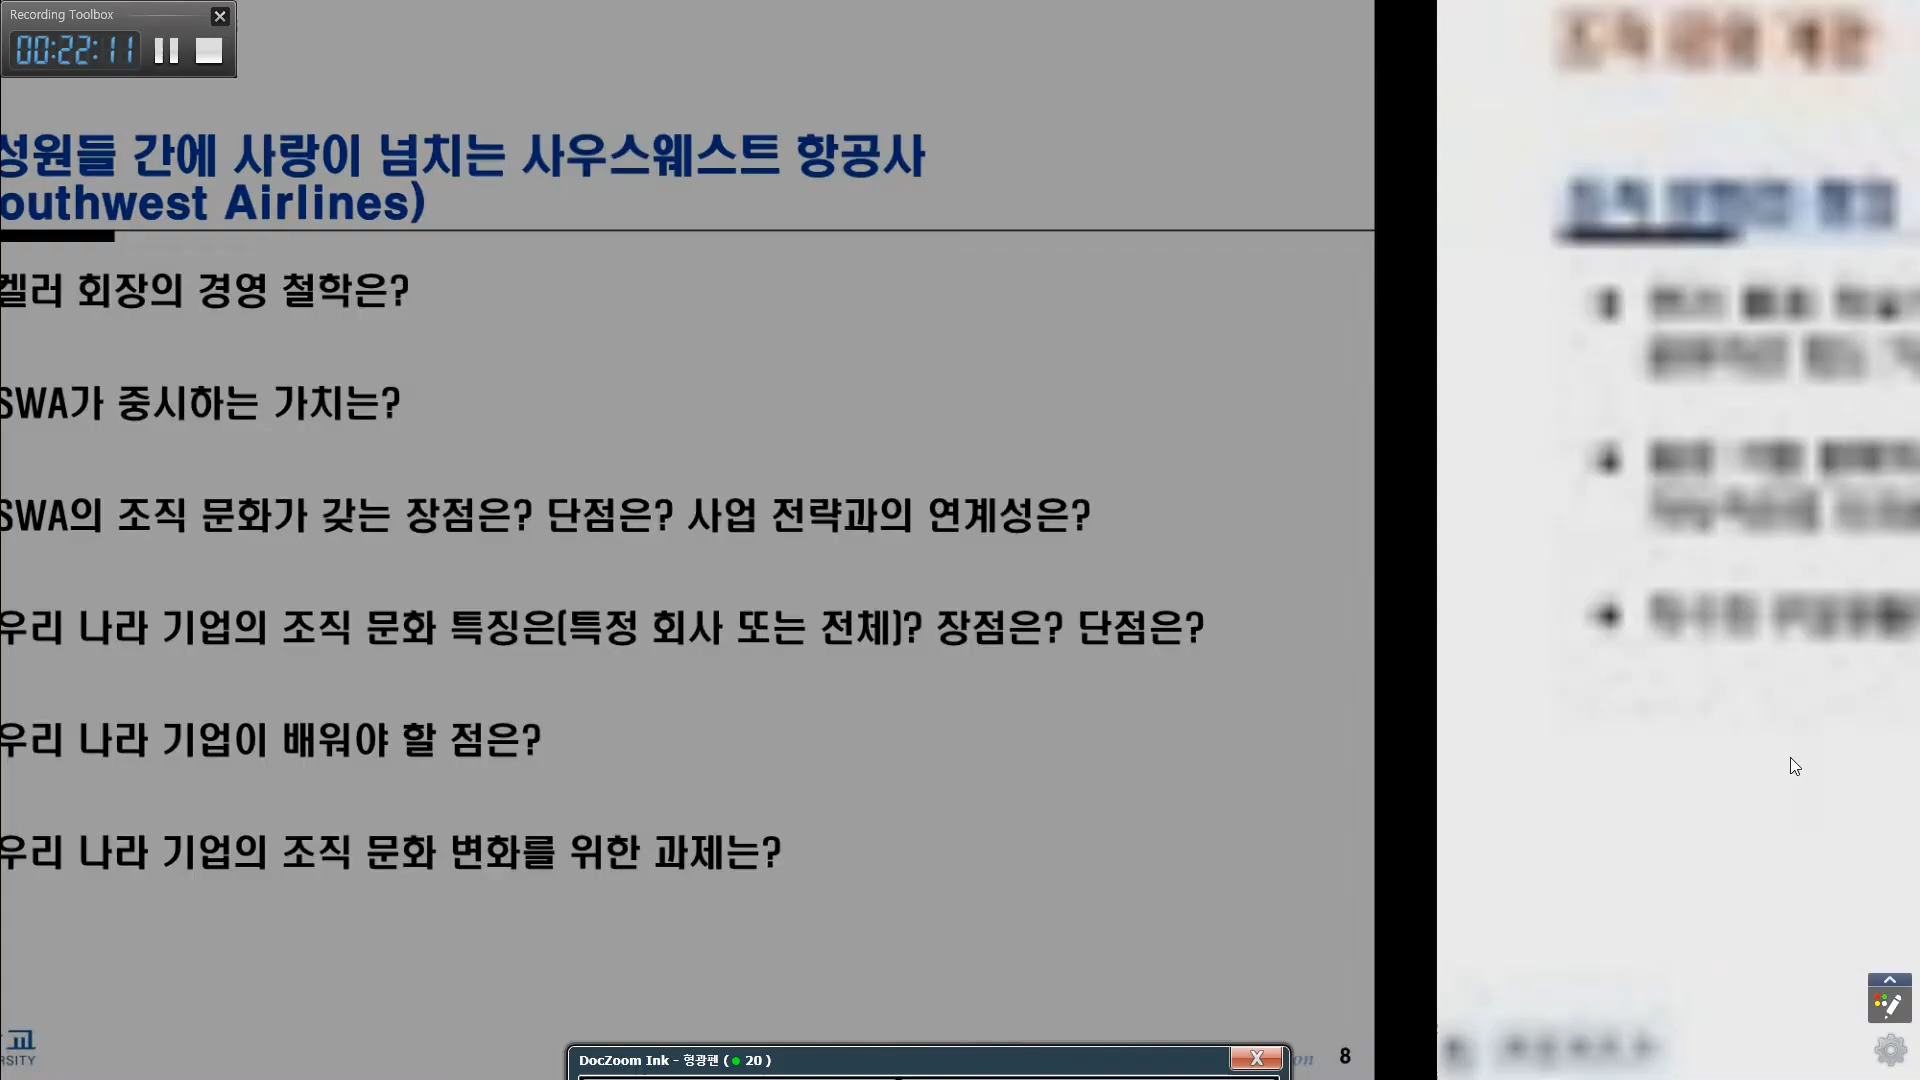 Recording Toolbox
00:22:11
성원들 간에 사랑이 넘치는 사우스웨스트 항공사
outhwest Airlines)
켈러 회장의 경영 철학은?
SWA가 중시하는 가치는?
SWA의 조직 문화가 갖는 장점은? 단점은? 사업 전략과의 연계성은?
우리 나라 기업의 조직 문화 특징은(특정 회사 또는 전체)? 장점은? 단점은?
우리 나라 기업이 배워야 할 점은?
우리 나라 기업의 조직 문화 변화를 위한 과제는?
교
RSITY
DocZoom Ink - 형광펜 ( 20 )
on 8